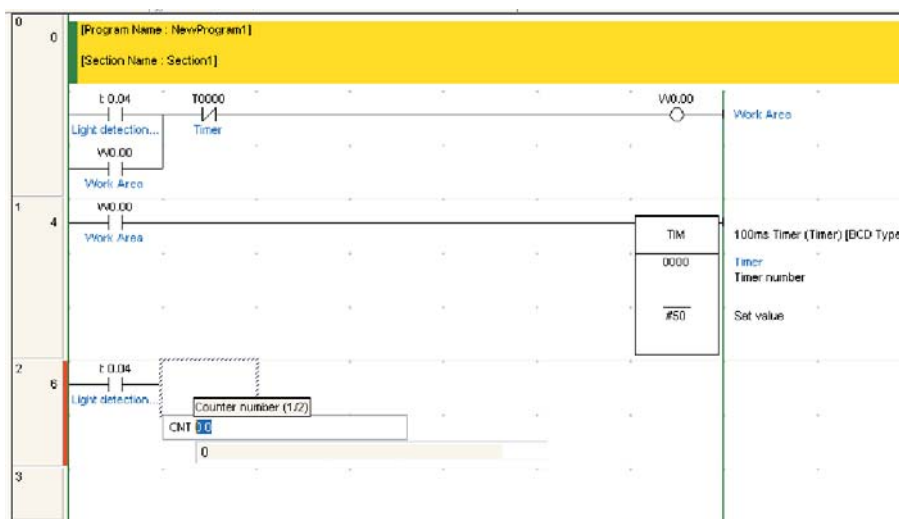 0
0
[Program Name : NewProgram1]
[Section Name : Section1]
I: 0.04 T0000 W0.00
Light detection... Timer Work Area
W0.00
Work Area
1
4
W0.00
Work Area
TIM 100ms Timer (Timer) [BCD Type
0000 Timer
Timer number
#50 Set value
2
6
I: 0.04
Light detection...
Counter number (1/2)
CNT 0.0
0
3